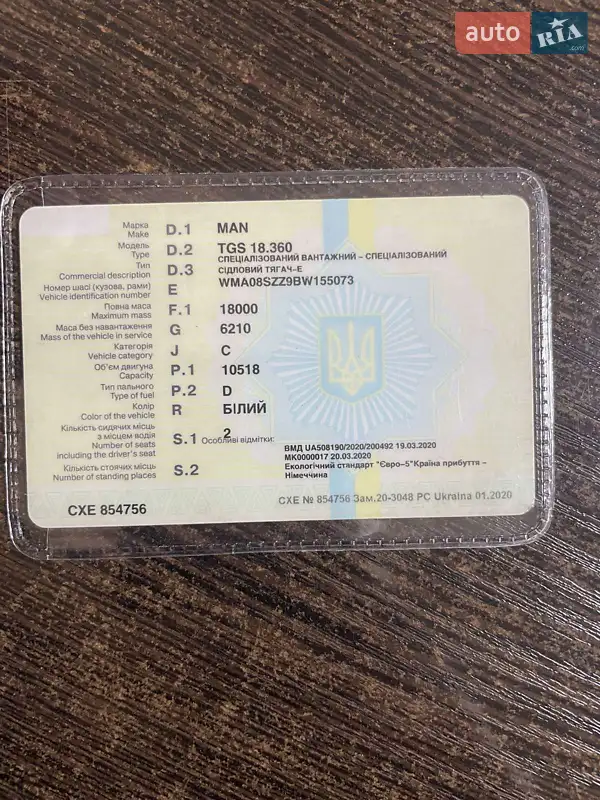 auto RIA .com
Марка D.1 MAN
Make
Модель D.2 TGS 18.360
Type СПЕЦІАЛІЗОВАНИЙ ВАНТАЖНИЙ – СПЕЦІАЛІЗОВАНИЙ
Тип D.3 СІДЛОВИЙ ТЯГАЧ–Е
Commercial description
Номер шасі (кузова, рами) E WMA08SZZ9BW155073
Vehicle identification number
Повна маса F.1 18000
Maximum mass
Маса без навантаження G 6210
Mass of the vehicle in service
Категорія J C
Vehicle category
Об'єм двигуна P.1 10518
Capacity
Тип пального P.2 D
Type of fuel
Колір R БІЛИЙ
Color of the vehicle
Кількість сидячих місць 2
з місцем водія S.1 Особливі відмітки:
Number of seats ВМД UA508190/2020/200492 19.03.2020
including the driver's seat МК0000017 20.03.2020
Кількість стоячих місць S.2 Екологічний стандарт "Євро–5"Країна прибуття –
Number of standing places Німеччина
СХЕ № 854756 Зам.20-3048 РС Ukraina 01.2020
СХЕ 854756